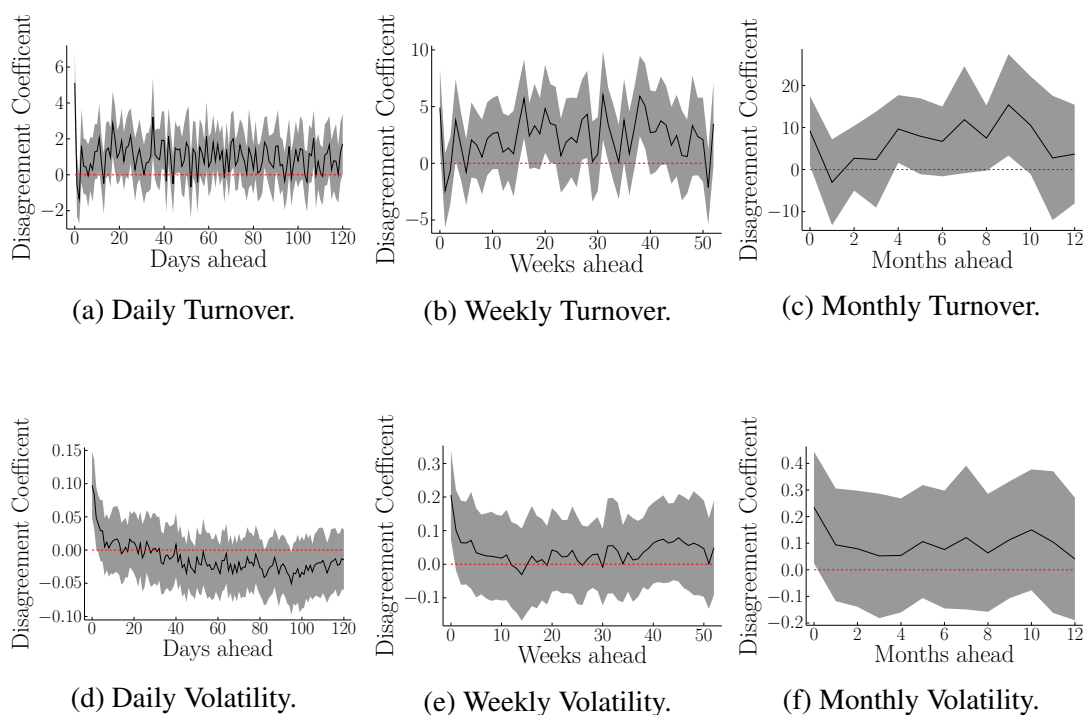 Disagreement Coefficent
6
4
2
0
−2
0 20 40 60 80 100 120
Days ahead
(a) Daily Turnover.
Disagreement Coefficent
10
5
0
−5
0 10 20 30 40 50
Weeks ahead
(b) Weekly Turnover.
Disagreement Coefficent
20
10
0
−10
0 2 4 6 8 10 12
Months ahead
(c) Monthly Turnover.
Disagreement Coefficent
0.15
0.10
0.05
0.00
−0.05
−0.10
0 20 40 60 80 100 120
Days ahead
(d) Daily Volatility.
Disagreement Coefficent
0.3
0.2
0.1
0.0
−0.1
0 10 20 30 40 50
Weeks ahead
(e) Weekly Volatility.
Disagreement Coefficent
0.4
0.3
0.2
0.1
0.0
−0.1
−0.2
0 2 4 6 8 10 12
Months ahead
(f) Monthly Volatility.